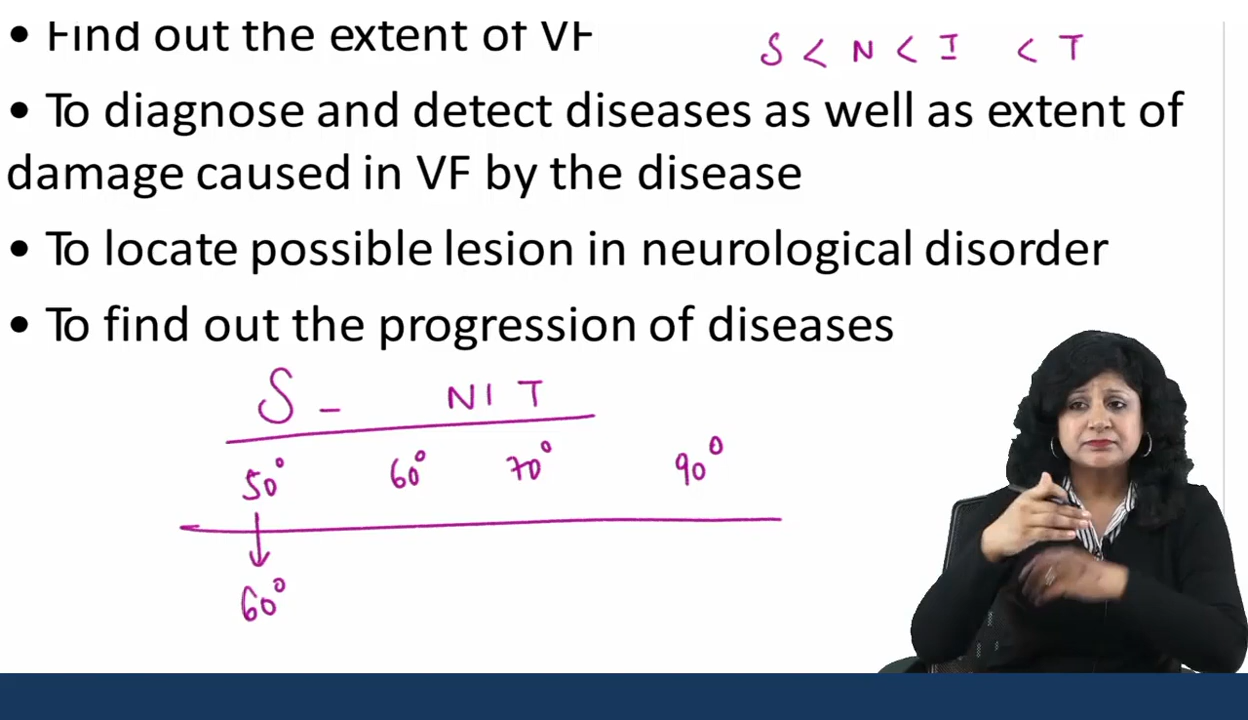 • Find out the extent of VF
S < N < I < T
• To diagnose and detect diseases as well as extent of
damage caused in VF by the disease
• To locate possible lesion in neurological disorder
• To find out the progression of diseases
S – N I T
50° 60° 70° 90°
60°